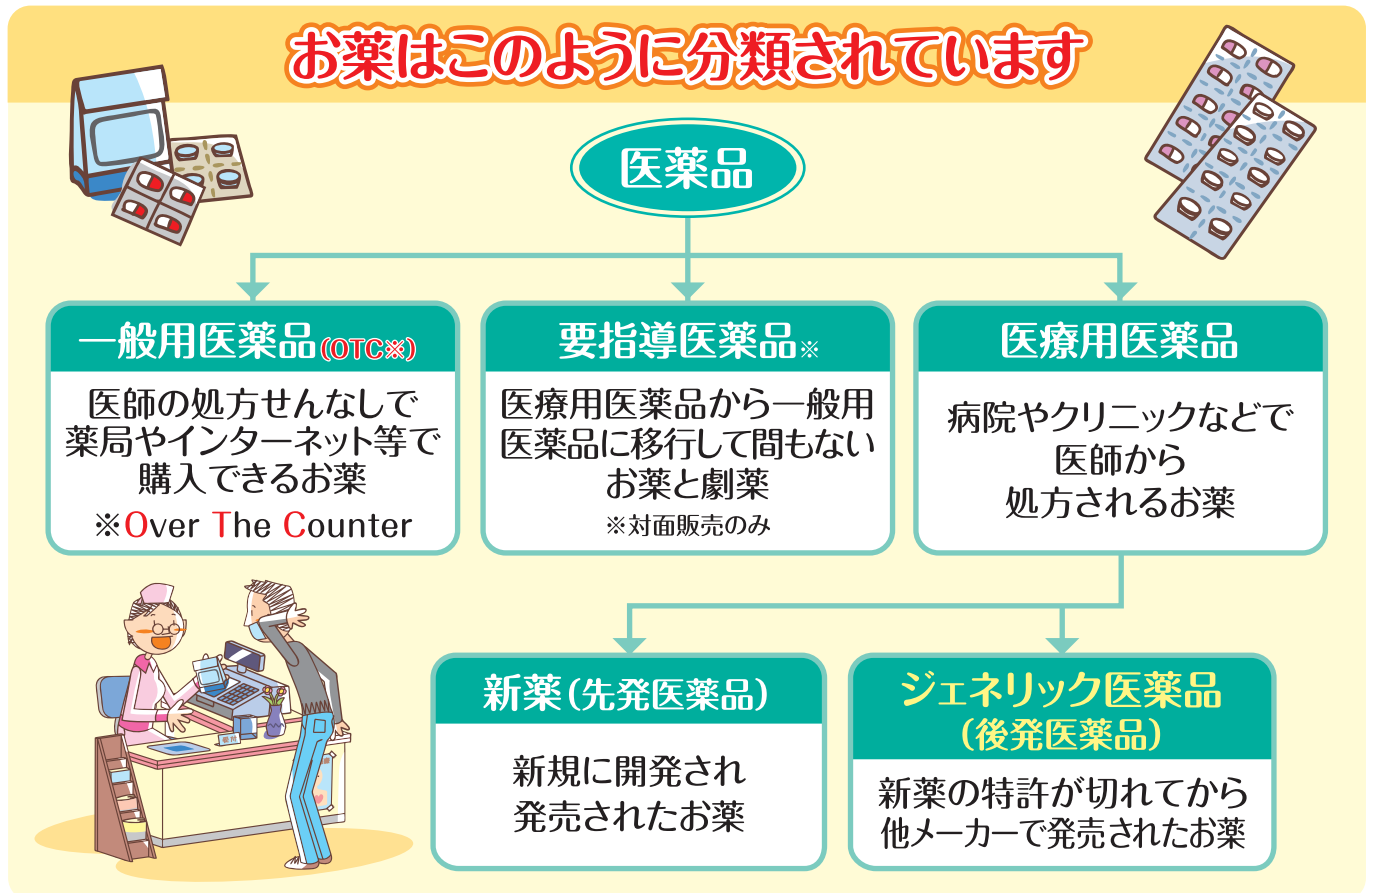 お薬はこのように分類されています
医薬品
一般用医薬品(OTC※)
医師の処方せんなしで
薬局やインターネット等で
購入できるお薬
※Over The Counter
要指導医薬品※
医療用医薬品から一般用
医薬品に移行して間もない
お薬と劇薬
※対面販売のみ
医療用医薬品
病院やクリニックなどで
医師から
処方されるお薬
新薬(先発医薬品)
新規に開発され
発売されたお薬
ジェネリック医薬品
(後発医薬品)
新薬の特許が切れてから
他メーカーで発売されたお薬